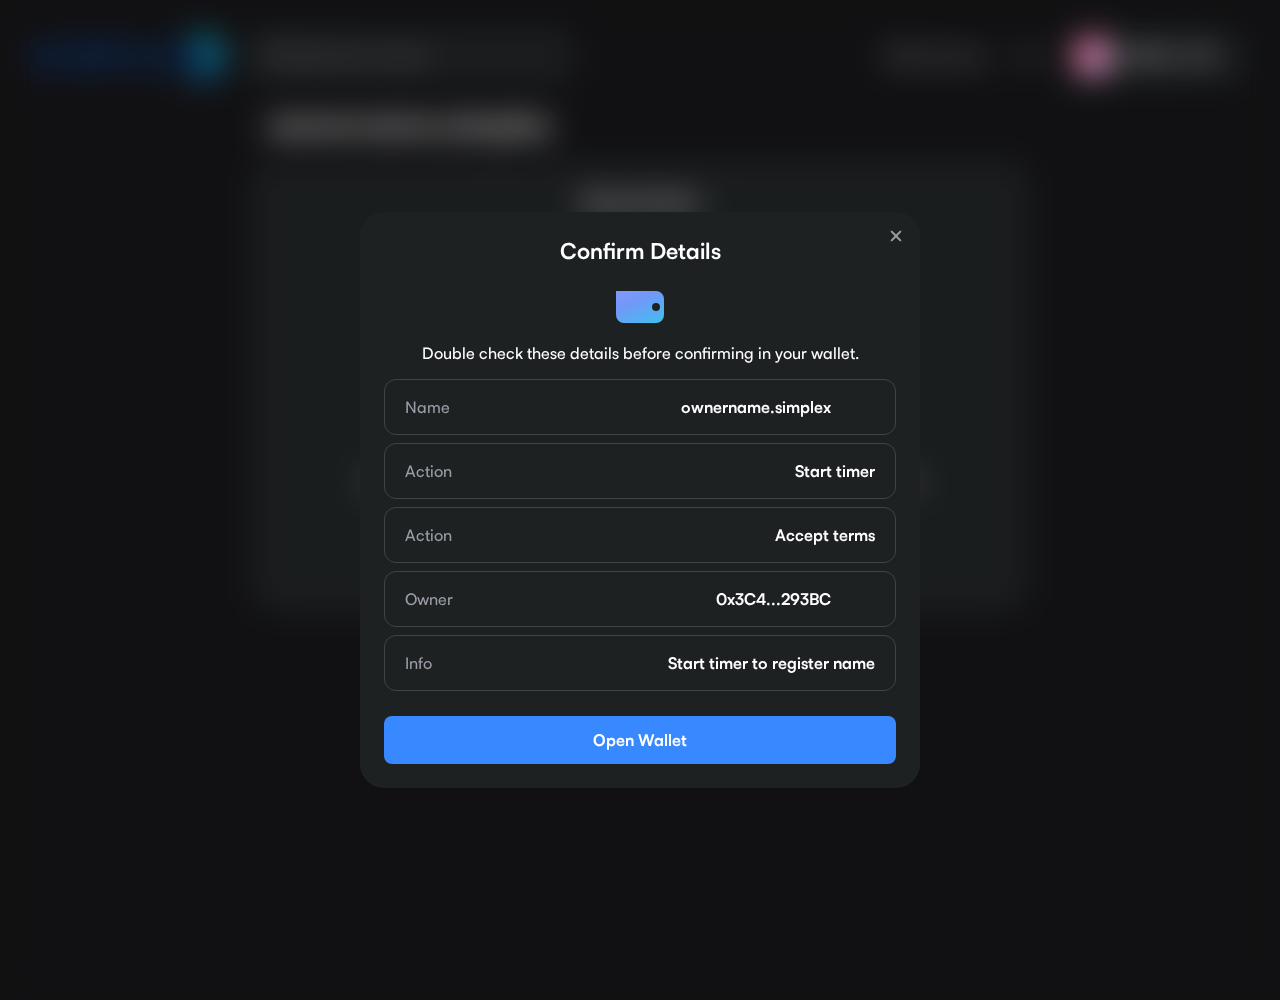 Confirm Details
Double check these details before confirming in your wallet.
Name ownername.simplex
Action Start timer
Action Accept terms
Owner 0x3C4...293BC
Info Start timer to register name
Open Wallet